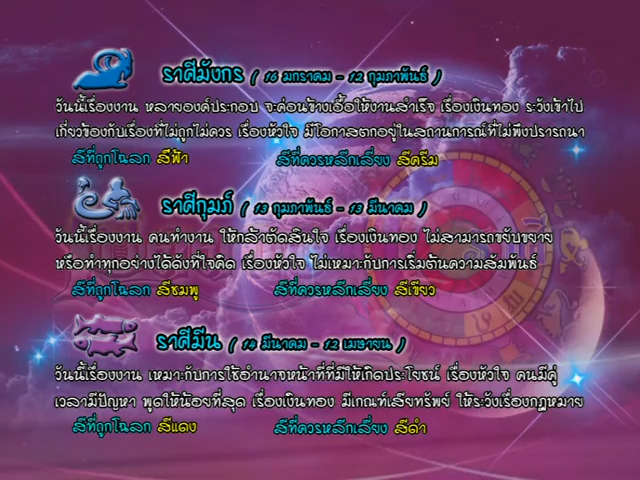 ราศีมังกร ( 16 มกราคม - 12 กุมภาพันธ์ )
วันนี้เรื่องงาน หลายองค์ประกอบ จะค่อนข้างเอื้อให้งานสำเร็จ เรื่องเงินทอง ระวังเข้าไป
เกี่ยวข้องกับเรื่องที่ไม่ถูกไม่ควร เรื่องหัวใจ มีโอกาสตกอยู่ในสถานการณ์ที่ไม่พึงปรารถนา
สีที่ถูกโฉลก สีฟ้า สีที่ควรหลีกเลี่ยง สีครีม
ราศีกุมภ์ ( 13 กุมภาพันธ์ - 13 มีนาคม )
วันนี้เรื่องงาน คนทำงาน ให้กล้าตัดสินใจ เรื่องเงินทอง ไม่สามารถขยับขยาย
หรือทำทุกอย่างได้ดังที่ใจคิด เรื่องหัวใจ ไม่เหมาะกับการเริ่มต้นความสัมพันธ์
สีที่ถูกโฉลก สีชมพู สีที่ควรหลีกเลี่ยง สีเขียว
ราศีมีน ( 14 มีนาคม - 12 เมษายน )
วันนี้เรื่องงาน เหมาะกับการใช้อำนาจหน้าที่ที่มีให้เกิดประโยชน์ เรื่องหัวใจ คนมีคู่
เวลามีปัญหา พูดให้น้อยที่สุด เรื่องเงินทอง มีเกณฑ์เสียทรัพย์ ให้ระวังเรื่องกฎหมาย
สีที่ถูกโฉลก สีแดง สีที่ควรหลีกเลี่ยง สีดำ